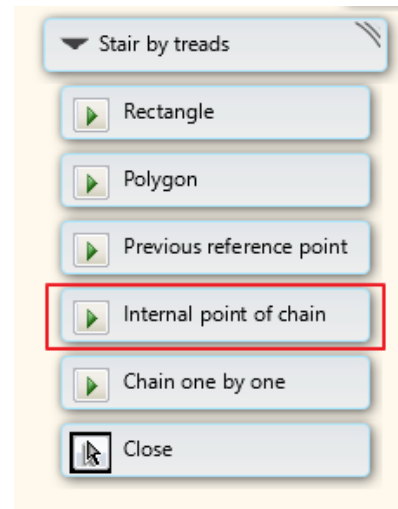 Stair by treads
Rectangle
Polygon
Previous reference point
Internal point of chain
Chain one by one
Close